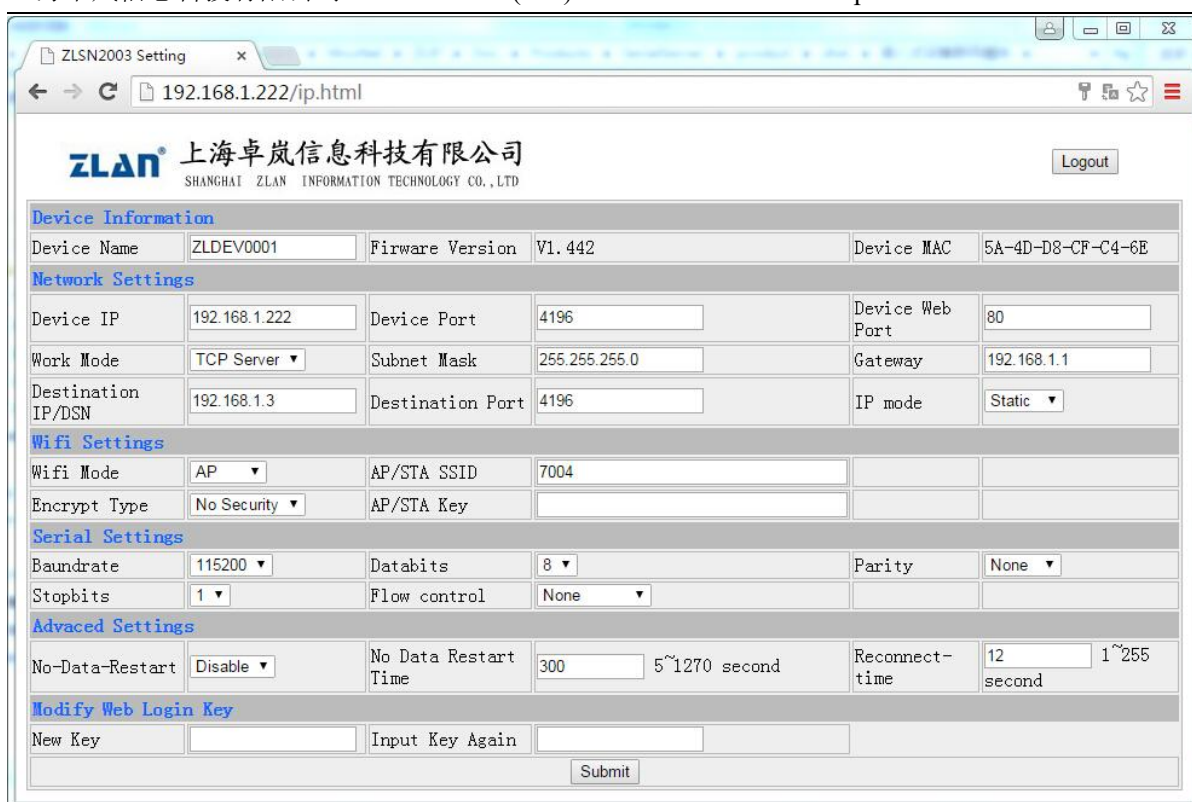 ZLSN2003 Setting
192.168.1.222/ip.html
ZLAN® 上海卓岚信息科技有限公司
SHANGHAI ZLAN INFORMATION TECHNOLOGY CO.,LTD
Logout
Device Information
Device Name ZLDEV0001 Firware Version V1.442 Device MAC 5A-4D-D8-CF-C4-6E
Network Settings
Device IP 192.168.1.222 Device Port 4196 Device Web Port 80
Work Mode TCP Server Subnet Mask 255.255.255.0 Gateway 192.168.1.1
Destination IP/DSN 192.168.1.3 Destination Port 4196 IP mode Static
Wifi Settings
Wifi Mode AP AP/STA SSID 7004
Encrypt Type No Security AP/STA Key
Serial Settings
Baundrate 115200 Databits 8 Parity None
Stopbits 1 Flow control None
Advaced Settings
No-Data-Restart Disable No Data Restart Time 300 5~1270 second Reconnect-time 12 1~255 second
Modify Web Login Key
New Key Input Key Again
Submit